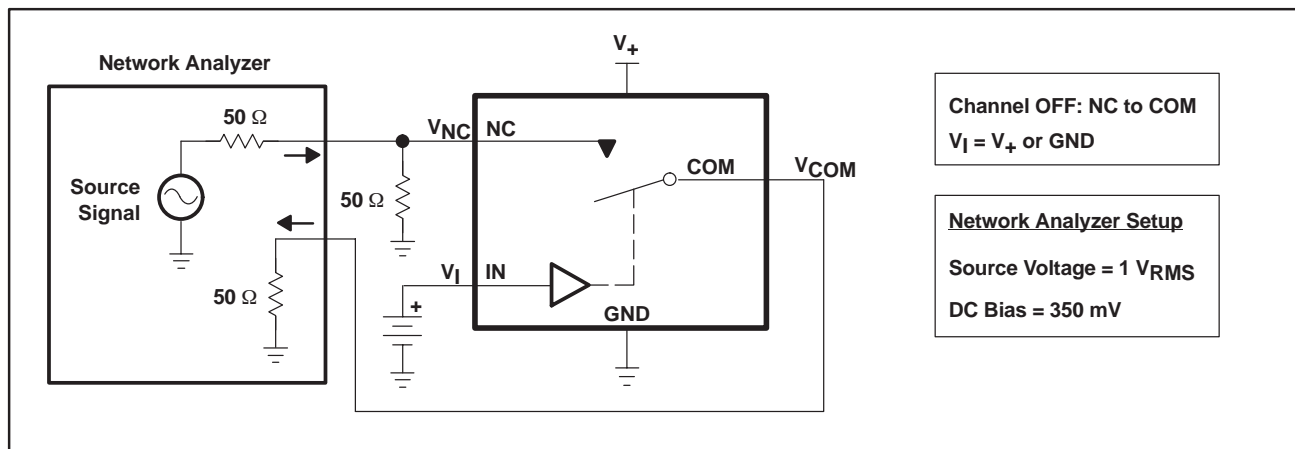 V+
Network Analyzer
50 Ω
VNC NC
COM
VCOM
Source
Signal
50 Ω
50 Ω
VI IN
+
GND
Channel OFF: NC to COM
VI = V+ or GND
Network Analyzer Setup
Source Voltage = 1 VRMS
DC Bias = 350 mV